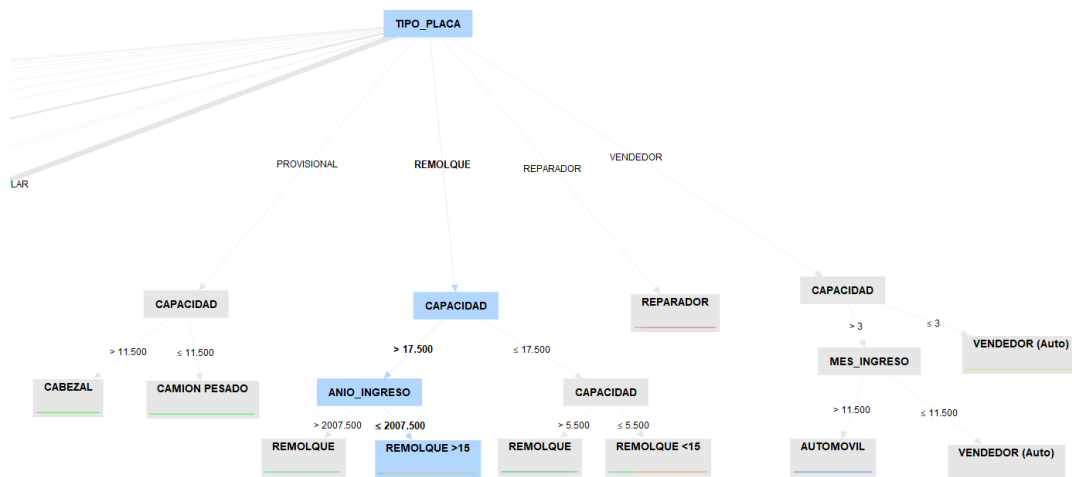 TIPO_PLACA
PROVISIONAL
REMOLQUE
REPARADOR
VENDEDOR
LAR
CAPACIDAD
CAPACIDAD
REPARADOR
CAPACIDAD
> 11.500
≤ 11.500
> 17.500
≤ 17.500
> 3
≤ 3
CABEZAL
CAMION PESADO
ANIO_INGRESO
CAPACIDAD
MES_INGRESO
VENDEDOR (Auto)
> 2007.500
≤ 2007.500
> 5.500
≤ 5.500
> 11.500
≤ 11.500
REMOLQUE
REMOLQUE >15
REMOLQUE
REMOLQUE <15
AUTOMOVIL
VENDEDOR (Auto)